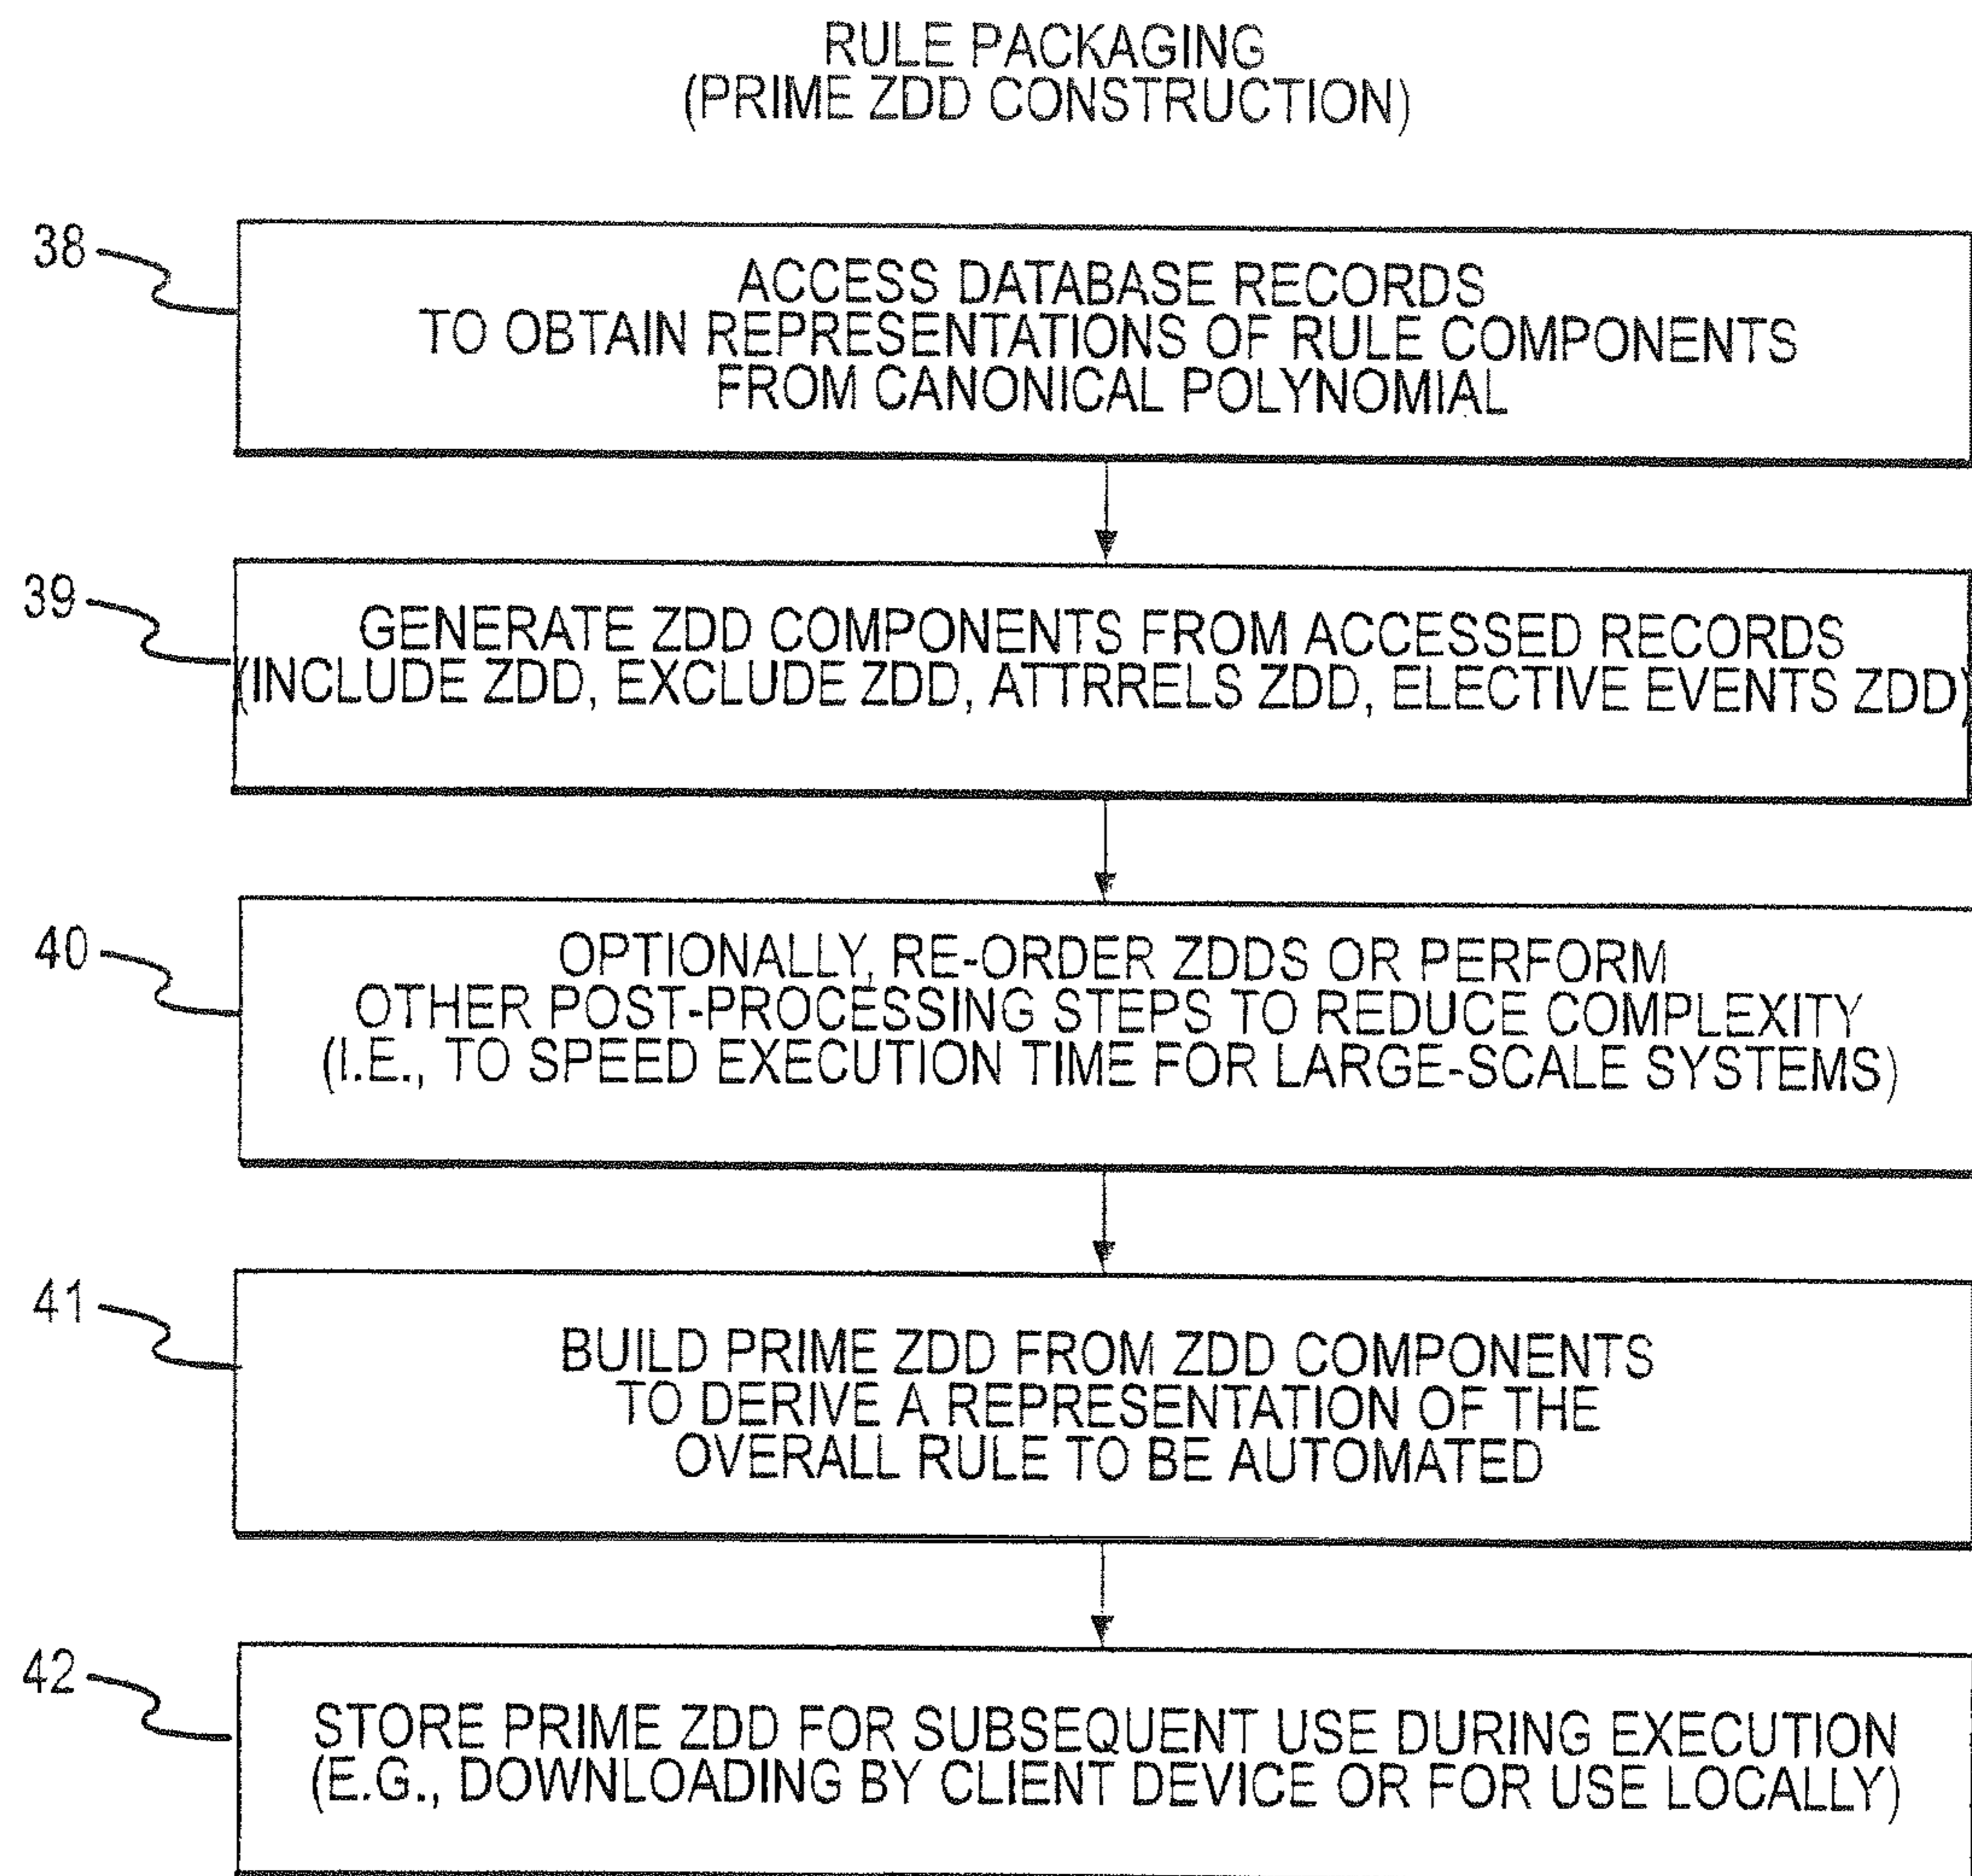 RULE PACKAGING
(PRIME ZDD CONSTRUCTION)
38
ACCESS DATABASE RECORDS
TO OBTAIN REPRESENTATIONS OF RULE COMPONENTS
FROM CANONICAL POLYNOMIAL
39
GENERATE ZDD COMPONENTS FROM ACCESSED RECORDS
(INCLUDE ZDD, EXCLUDE ZDD, ATTRRELS ZDD, ELECTIVE EVENTS ZDD)
40
OPTIONALLY, RE-ORDER ZDDS OR PERFORM
OTHER POST-PROCESSING STEPS TO REDUCE COMPLEXITY
(I.E., TO SPEED EXECUTION TIME FOR LARGE-SCALE SYSTEMS)
41
BUILD PRIME ZDD FROM ZDD COMPONENTS
TO DERIVE A REPRESENTATION OF THE
OVERALL RULE TO BE AUTOMATED
42
STORE PRIME ZDD FOR SUBSEQUENT USE DURING EXECUTION
(E.G., DOWNLOADING BY CLIENT DEVICE OR FOR USE LOCALLY)